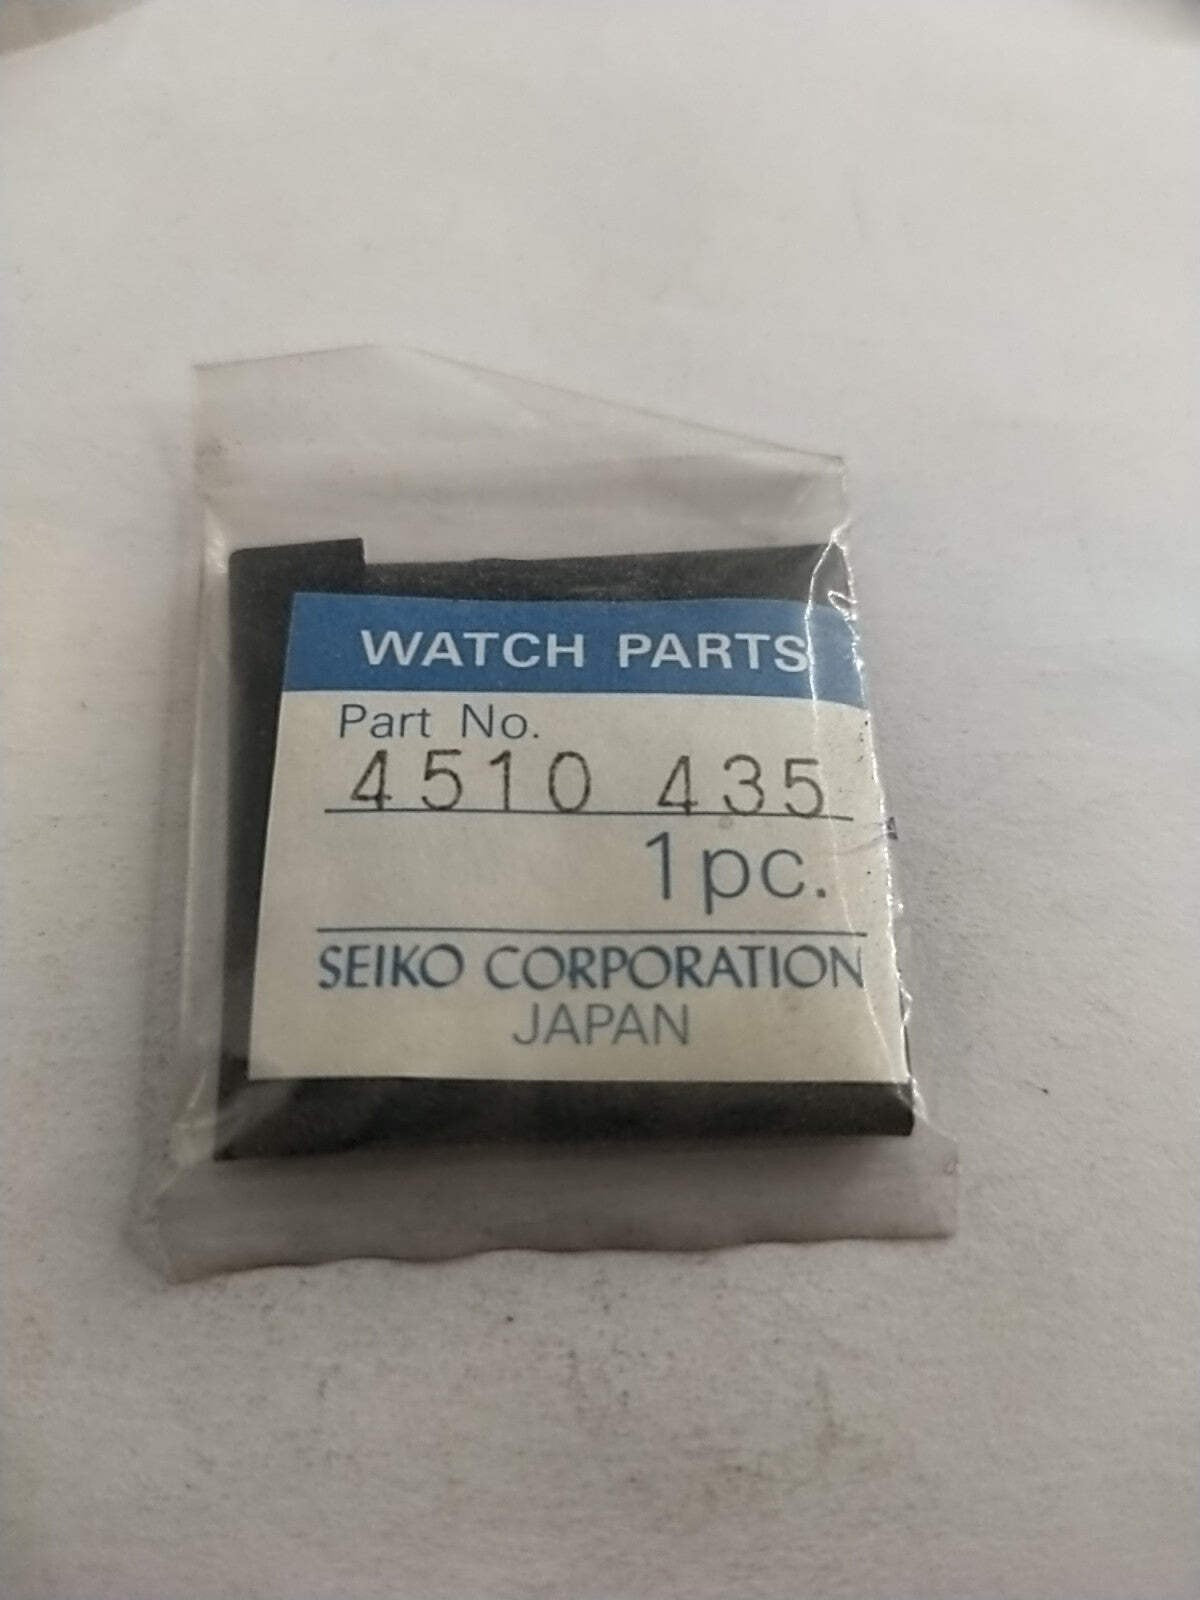 WATCH PARTS
Part No.
4510 435
1pc.
SEIKO CORPORATION
JAPAN